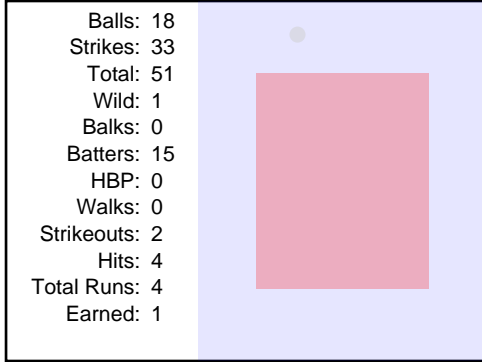 Balls: 18
Strikes: 33
Total: 51
Wild: 1
Balks: 0
Batters: 15
HBP: 0
Walks: 0
Strikeouts: 2
Hits: 4
Total Runs: 4
Earned: 1